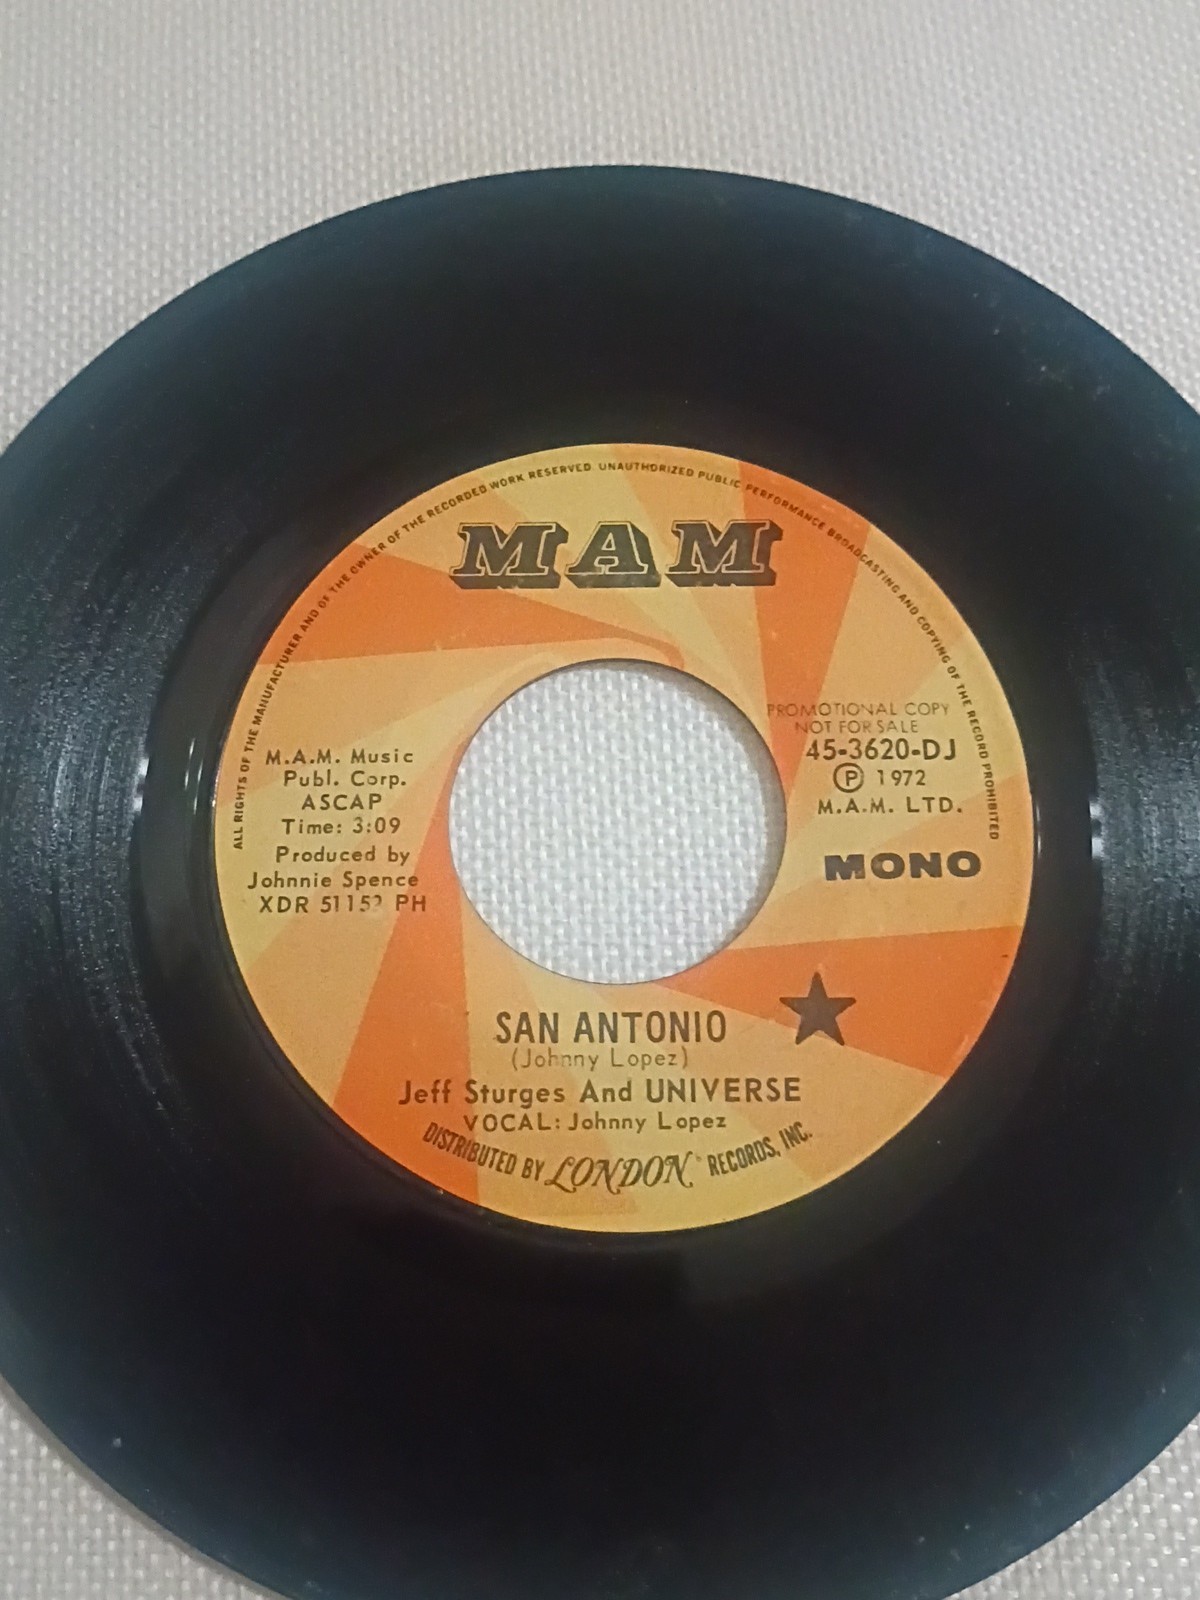 ALL RIGHTS OF THE MANUFACTURER AND OF THE OWNER OF THE RECORDED WORK RESERVED. UNAUTHORIZED PUBLIC PERFORMANCE BROADCASTING AND COPYING OF THE RECORD PROHIBITED
MAM
M.A.M. Music
Publ. Corp.
ASCAP
Time: 3:09
Produced by
Johnnie Spence
XDR PH
PROMOTIONAL COPY
NOT FOR SALE
45-3620-DJ
Ⓟ 1972
M.A.M. LTD.
MONO
SAN ANTONIO
(Johnny Lopez)
Jeff Sturges And UNIVERSE
VOCAL: Johnny Lopez
DISTRIBUTED BY LONDON® RECORDS, INC.